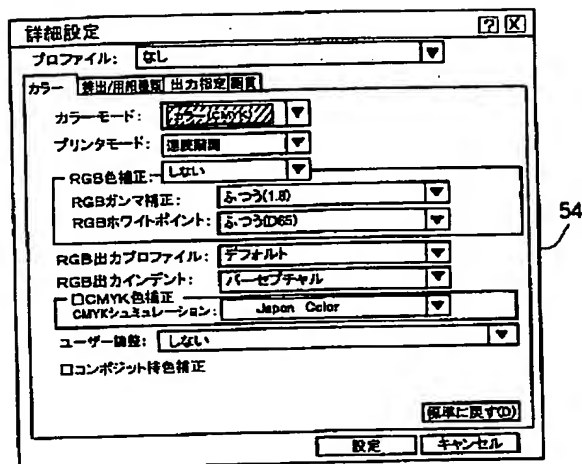 詳細設定 ? X
プロファイル: なし
カラー 排出/用紙種類 出力指定 画質
カラーモード: カラー(CMYK)
プリンタモード: 連続階調
RGB色補正: しない
RGBガンマ補正: ふつう(1.8)
RGBホワイトポイント: ふつう(D65)
RGB出力プロファイル: デフォルト
RGB出力インデント: パーセプチャル
□CMYK色補正
CMYKシュミュレーション: Japan Color
ユーザー調整: しない
□コンポジット特色補正
標準に戻す(D)
設定 キャンセル
54